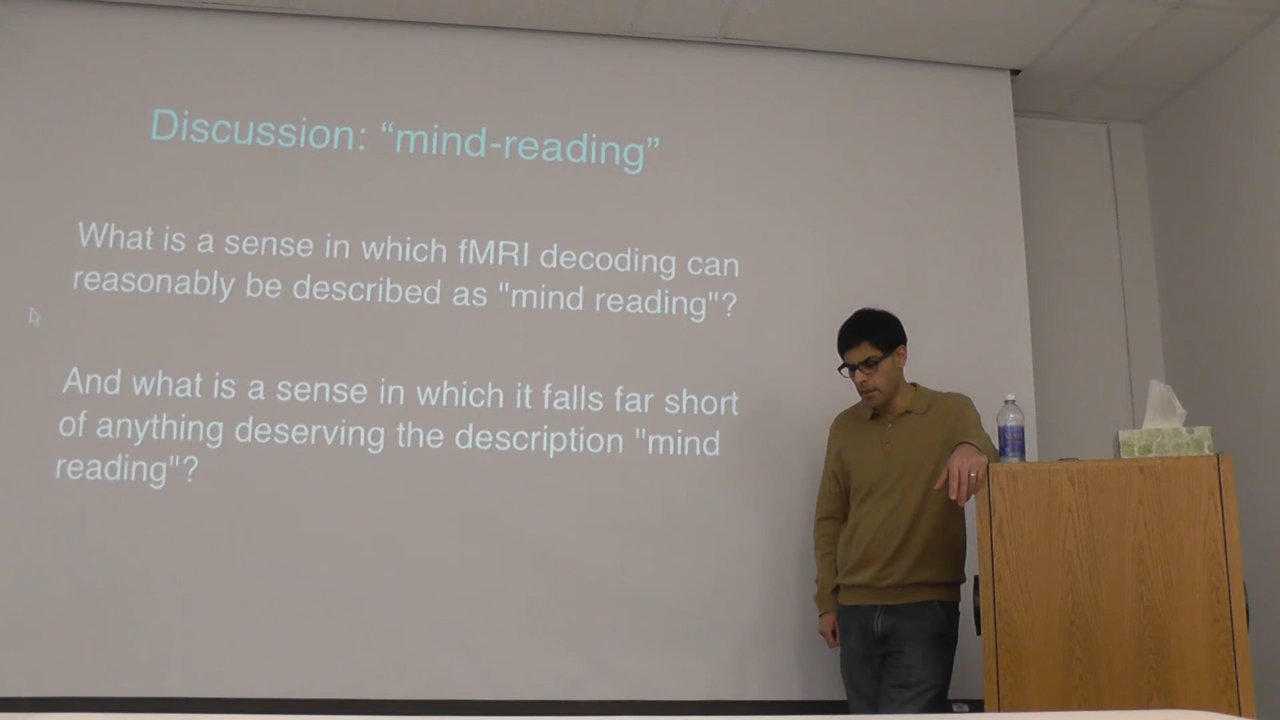 Discussion: “mind-reading”
What is a sense in which fMRI decoding can
reasonably be described as "mind reading"?
And what is a sense in which it falls far short
of anything deserving the description "mind
reading"?